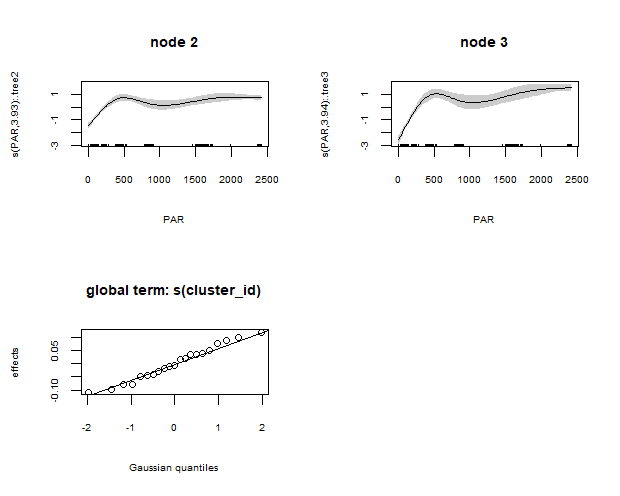 node 2
s(PAR,3.93):.tree2
1
-1
-3
0 500 1000 1500 2000 2500
PAR
node 3
s(PAR,3.94):.tree3
1
-1
-3
0 500 1000 1500 2000 2500
PAR
global term: s(cluster_id)
effects
0.05
-0.10
-2 -1 0 1 2
Gaussian quantiles